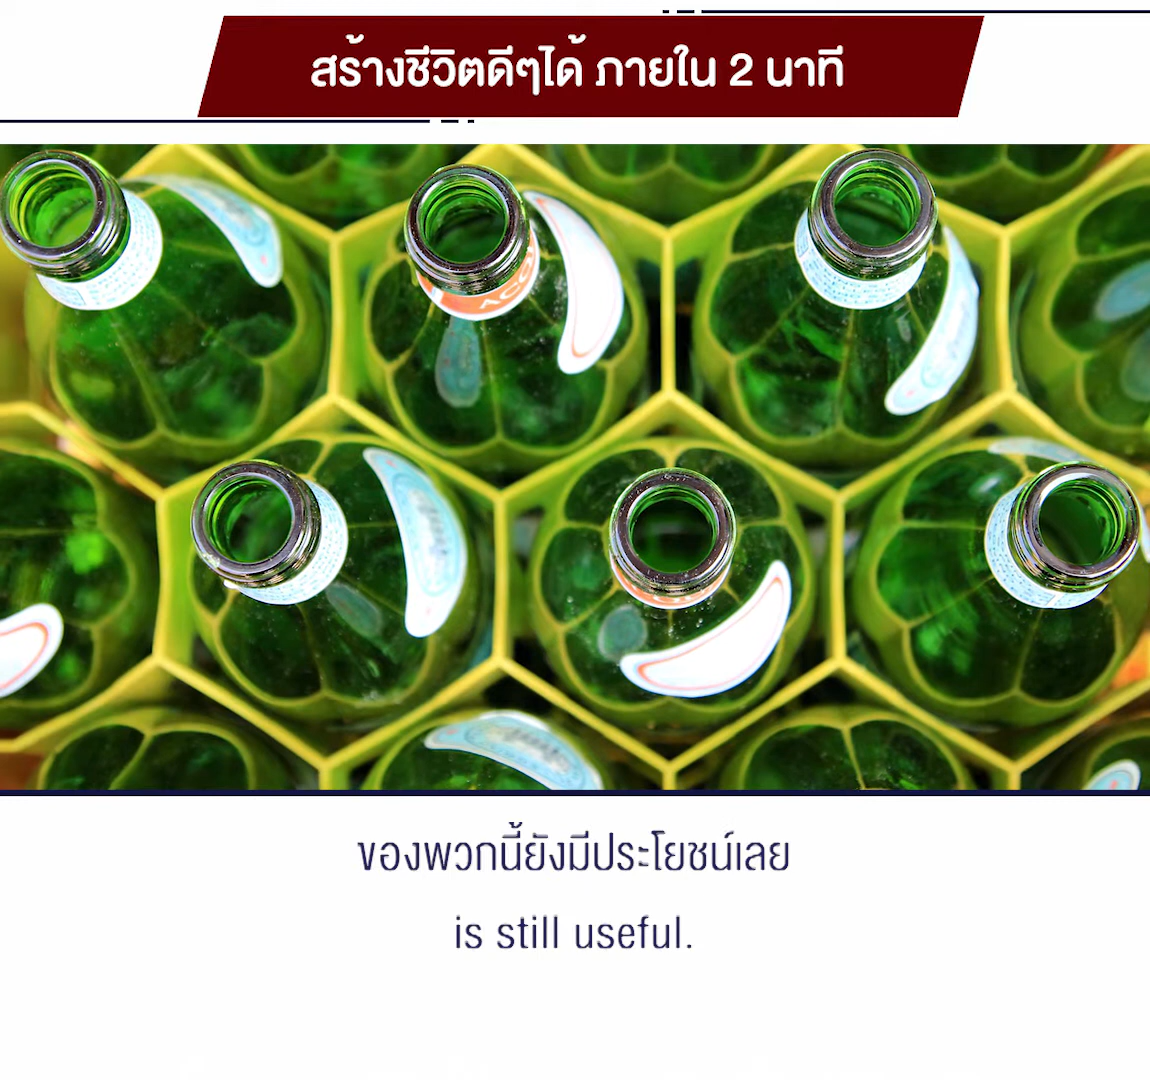 สร้างชีวิตดีๆได้ ภายใน 2 นาที
ของพวกนี้ยังมีประโยชน์เลย
is still useful.